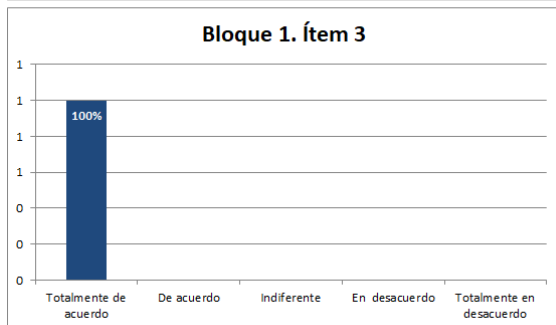 Bloque 1. Ítem 3
1
1
1
1
0
0
0
100%
Totalmente de acuerdo
De acuerdo
Indiferente
En desacuerdo
Totalmente en desacuerdo